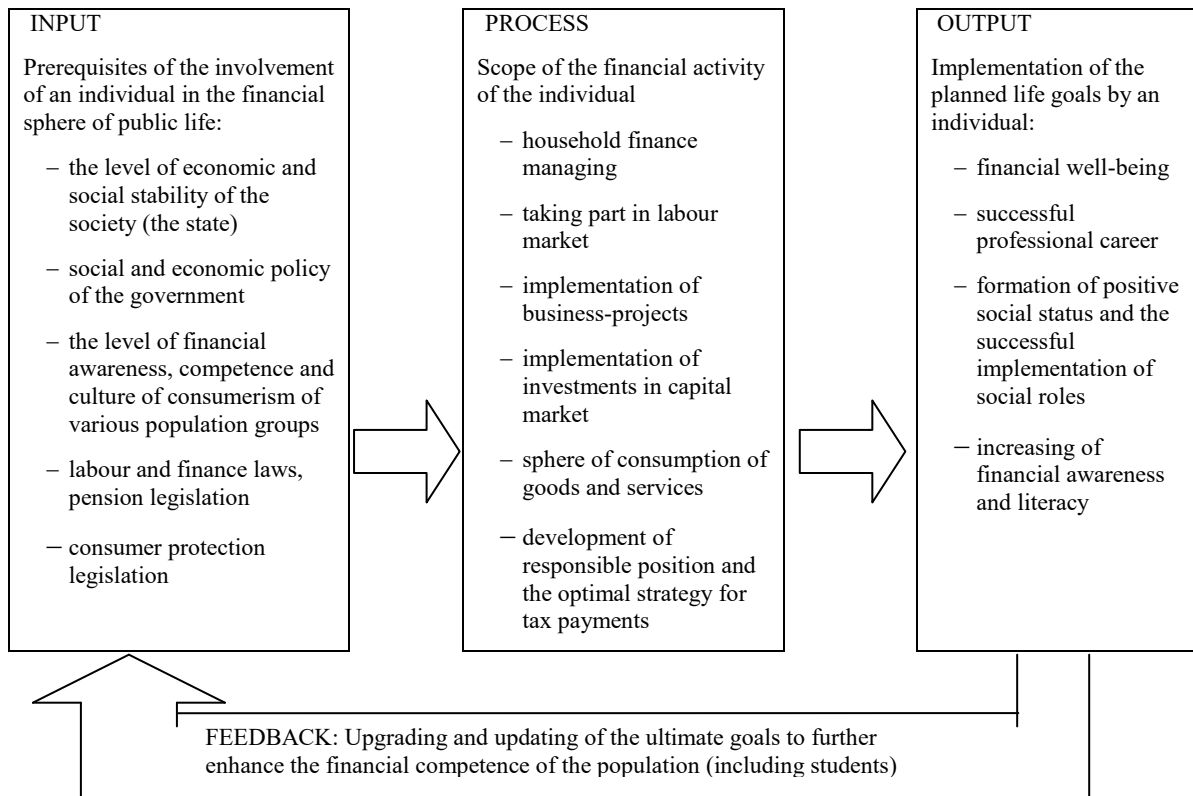 INPUT
Prerequisites of the involvement
of an individual in the financial
sphere of public life:
– the level of economic and
social stability of the
society (the state)
– social and economic policy
of the government
– the level of financial
awareness, competence and
culture of consumerism of
various population groups
– labour and finance laws,
pension legislation
– consumer protection
legislation
PROCESS
Scope of the financial activity
of the individual
– household finance
managing
– taking part in labour
market
– implementation of
business-projects
– implementation of
investments in capital
market
– sphere of consumption of
goods and services
– development of
responsible position and
the optimal strategy for
tax payments
OUTPUT
Implementation of the
planned life goals by an
individual:
– financial well-being
– successful
professional career
– formation of positive
social status and the
successful
implementation of
social roles
– increasing of
financial awareness
and literacy
FEEDBACK: Upgrading and updating of the ultimate goals to further
enhance the financial competence of the population (including students)